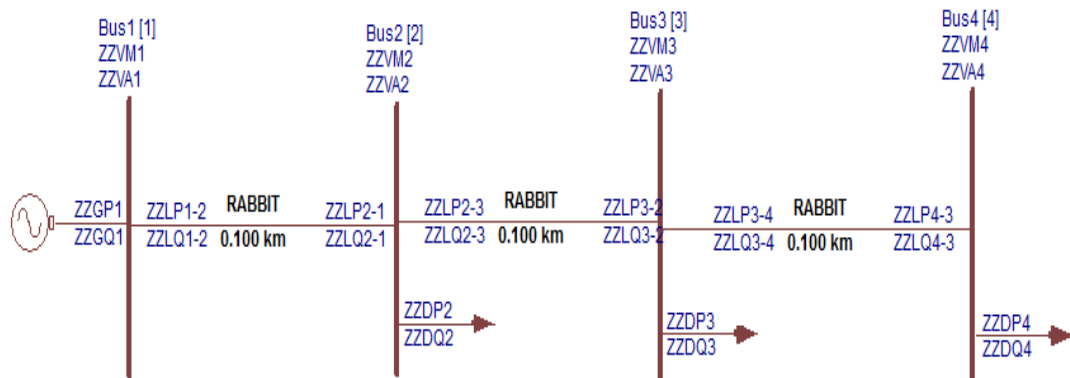 Bus1 [1]
ZZVM1
ZZVA1
Bus2 [2]
ZZVM2
ZZVA2
Bus3 [3]
ZZVM3
ZZVA3
Bus4 [4]
ZZVM4
ZZVA4
ZZGP1
ZZGQ1
ZZLP1-2
ZZLQ1-2
RABBIT
0.100 km
ZZLP2-1
ZZLQ2-1
ZZLP2-3
ZZLQ2-3
RABBIT
0.100 km
ZZLP3-2
ZZLQ3-2
ZZLP3-4
ZZLQ3-4
RABBIT
0.100 km
ZZLP4-3
ZZLQ4-3
ZZDP2
ZZDQ2
ZZDP3
ZZDQ3
ZZDP4
ZZDQ4